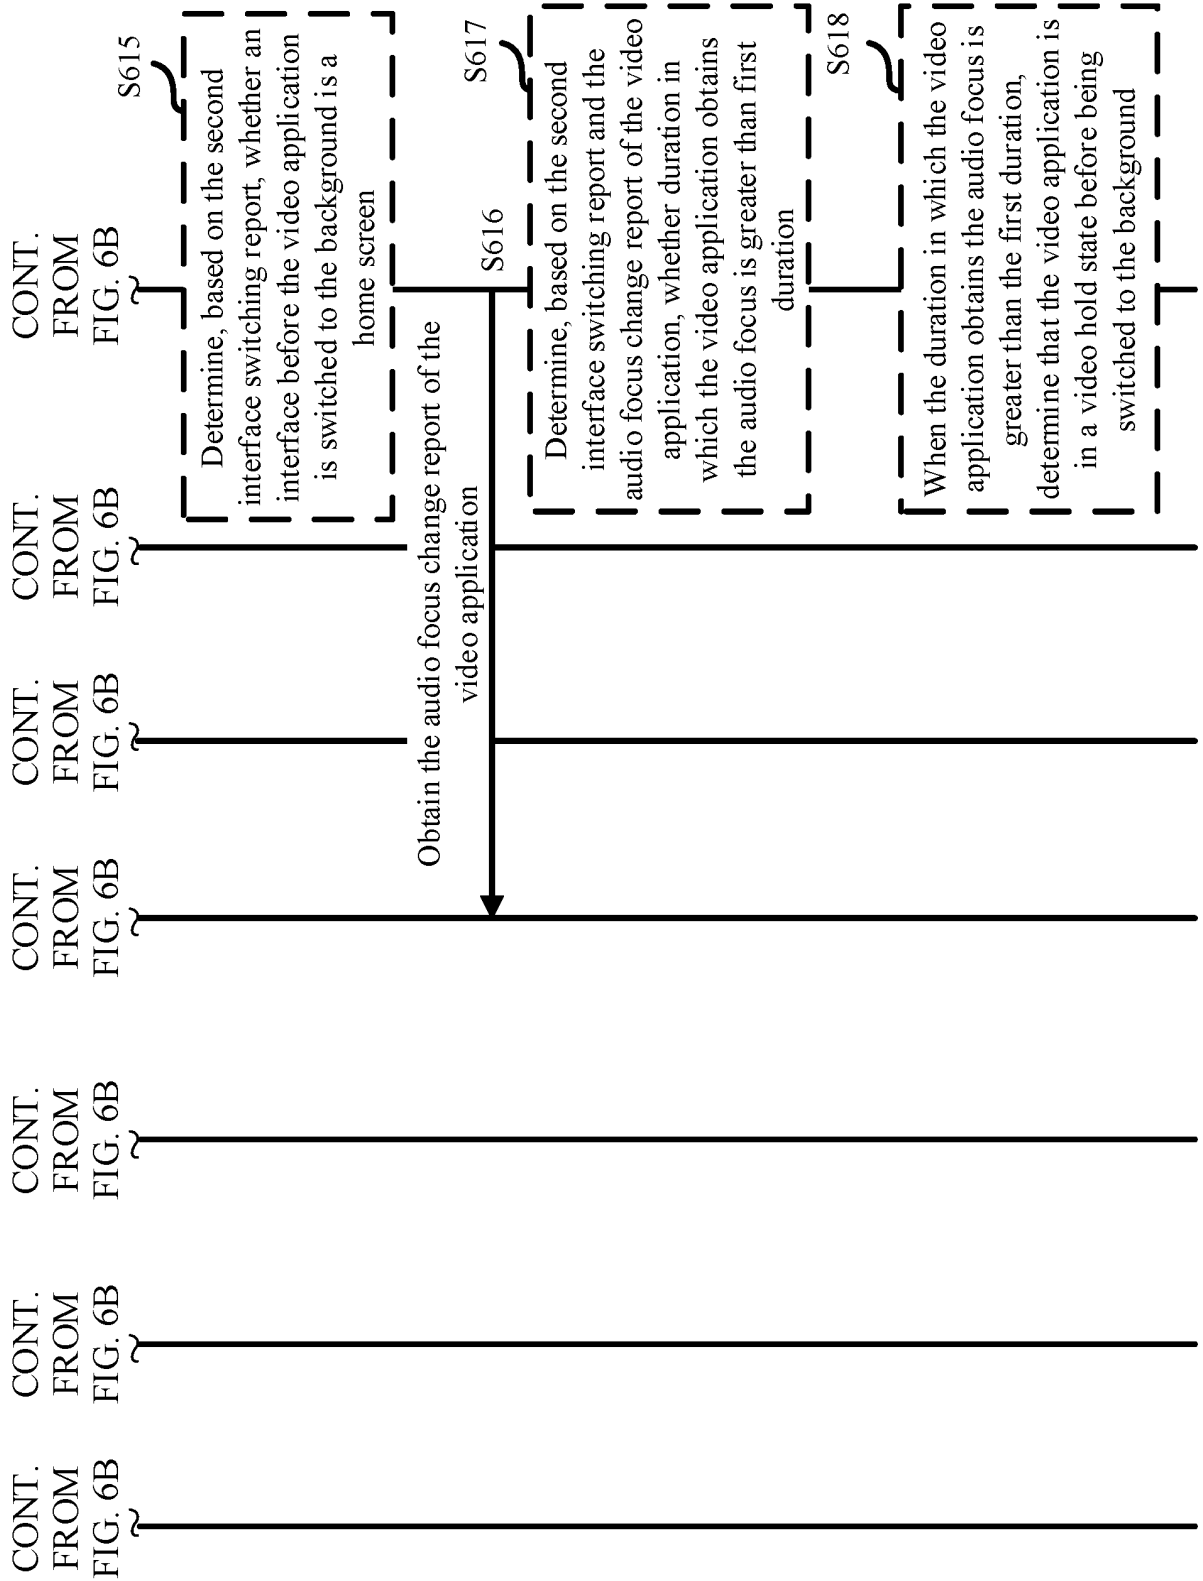 CONT.
FROM
FIG. 6B
CONT.
FROM
FIG. 6B
CONT.
FROM
FIG. 6B
CONT.
FROM
FIG. 6B
CONT.
FROM
FIG. 6B
CONT.
FROM
FIG. 6B
CONT.
FROM
FIG. 6B
S615
Determine, based on the second
interface switching report, whether an
interface before the video application
is switched to the background is a
home screen
Obtain the audio focus change report of the
video application
S616
S617
Determine, based on the second
interface switching report and the
audio focus change report of the video
application, whether duration in
which the video application obtains
the audio focus is greater than first
duration
S618
When the duration in which the video
application obtains the audio focus is
greater than the first duration,
determine that the video application is
in a video hold state before being
switched to the background